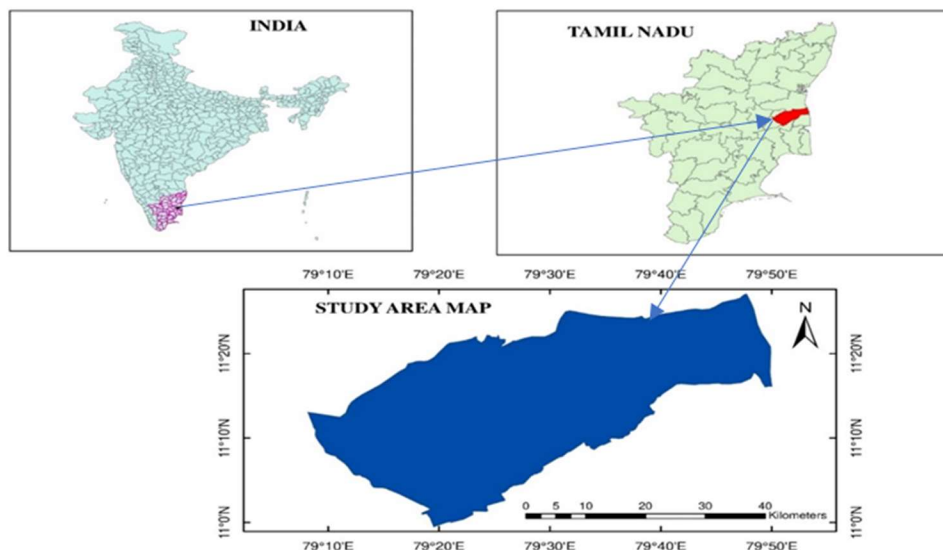 INDIA
TAMIL NADU
79°10'E 79°20'E 79°30'E 79°40'E 79°50'E
STUDY AREA MAP
N
11°20'N 11°20'N
11°10'N 11°10'N
11°0'N 11°0'N
0 5 10 20 30 40
Kilometers
79°10'E 79°20'E 79°30'E 79°40'E 79°50'E